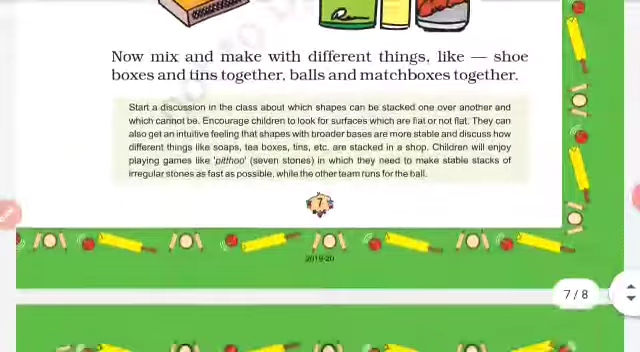 Now mix and make with different things, like — shoe
boxes and tins together, balls and matchboxes together.
Start a discussion in the class about which shapes can be stacked one over another and
which cannot be. Encourage children to look for surfaces which are flat or not flat. They can
also get an intuitive feeling that shapes with broader bases are more stable and discuss how
different things like soaps, tea boxes, tins, etc. are stacked in a shop. Children will enjoy
playing games like 'pithoo' (seven stones) in which they need to make stable stacks of
irregular stones as fast as possible, while the other team runs for the ball.
7
2019-20
7 / 8